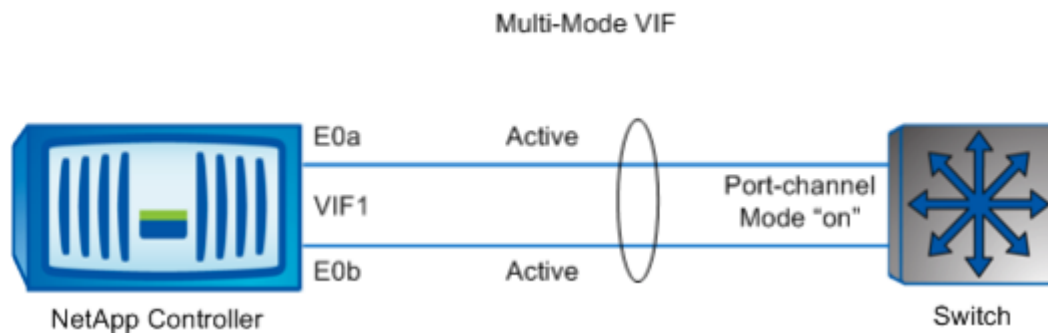 Multi-Mode VIF
E0a
Active
VIF1
Port-channel
Mode "on"
E0b
Active
NetApp Controller
Switch